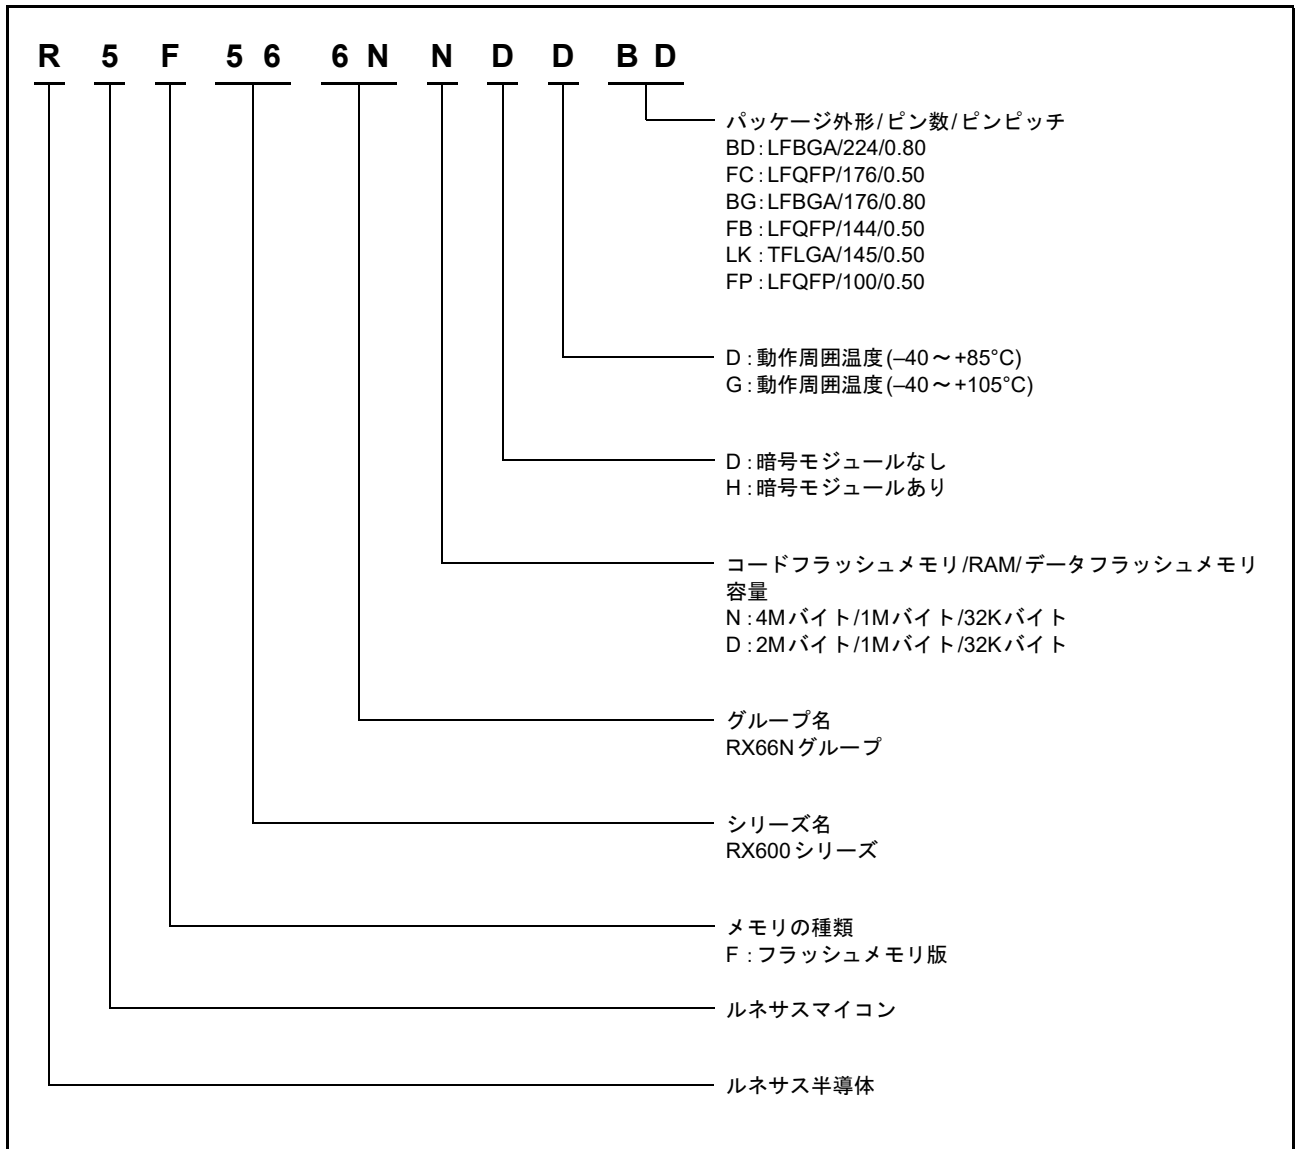 R 5 F 5 6 6 N N D D B D
パッケージ外形/ピン数/ピンピッチ
BD:LFBGA/224/0.80
FC:LFQFP/176/0.50
BG:LFBGA/176/0.80
FB:LFQFP/144/0.50
LK:TFLGA/145/0.50
FP:LFQFP/100/0.50
D:動作周囲温度(–40~+85°C)
G:動作周囲温度(–40~+105°C)
D:暗号モジュールなし
H:暗号モジュールあり
コードフラッシュメモリ/RAM/データフラッシュメモリ
容量
N:4Mバイト/1Mバイト/32Kバイト
D:2Mバイト/1Mバイト/32Kバイト
グループ名
RX66Nグループ
シリーズ名
RX600シリーズ
メモリの種類
F:フラッシュメモリ版
ルネサスマイコン
ルネサス半導体